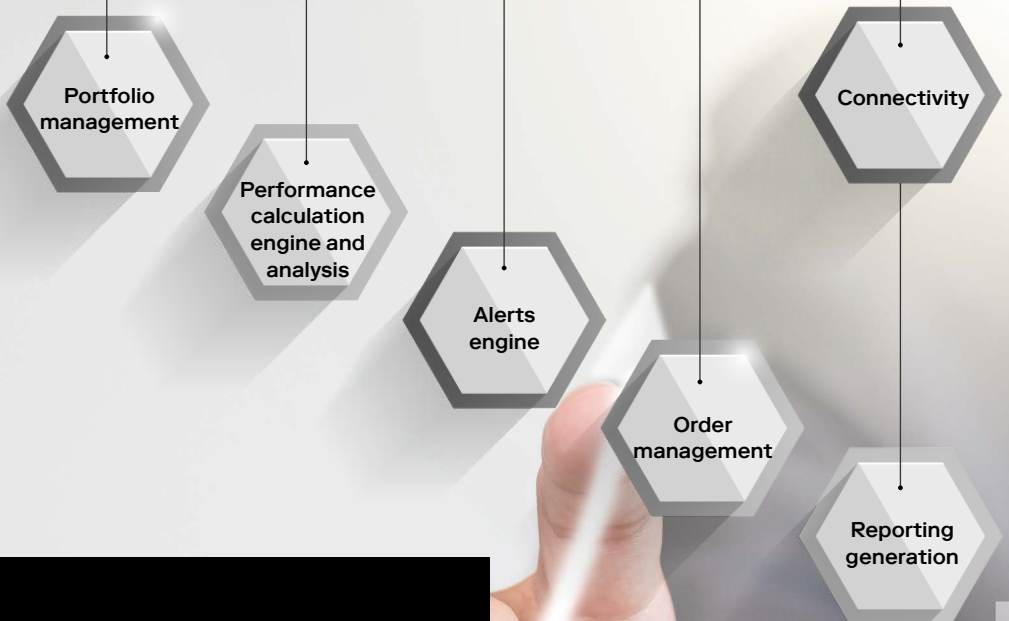 Portfolio
management
Performance
calculation
engine and
analysis
Alerts
engine
Order
management
Connectivity
Reporting
generation